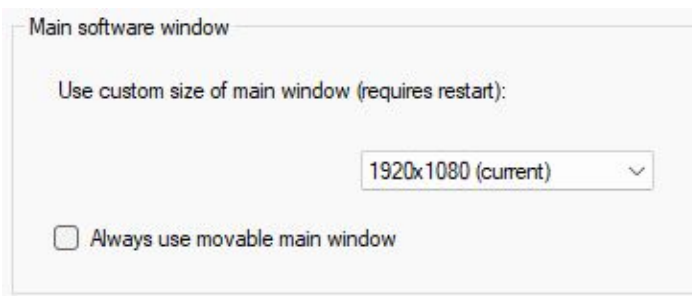 Main software window
Use custom size of main window (requires restart):
1920x1080 (current)
Always use movable main window